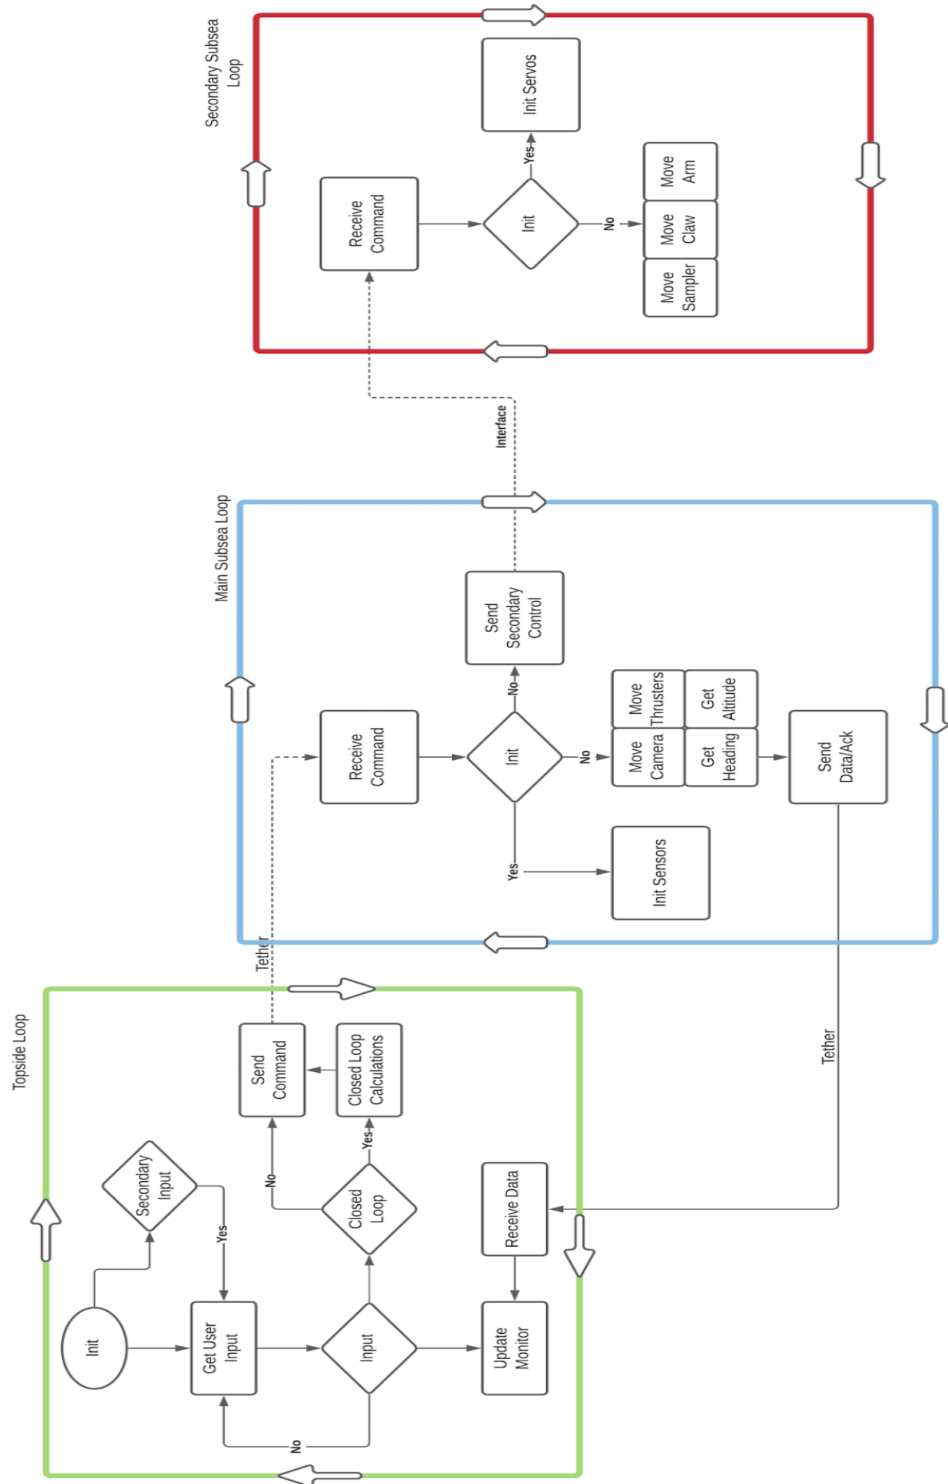 Topside Loop
Init
Secondary
Input
Yes
Get User
Input
No
Input
Closed
Loop
No
Yes
Send
Command
Closed Loop
Calculations
Update
Monitor
Receive Data
Tether
Tether
Main Subsea Loop
Receive
Command
Init
Yes
No
No
Init Sensors
Move
Camera
Move
Thrusters
Get
Heading
Get
Altitude
Send
Data/Ack
Send
Secondary
Control
Interface
Secondary Subsea
Loop
Receive
Command
Init
Yes
No
Init Servos
Move
Sampler
Move
Claw
Move
Arm